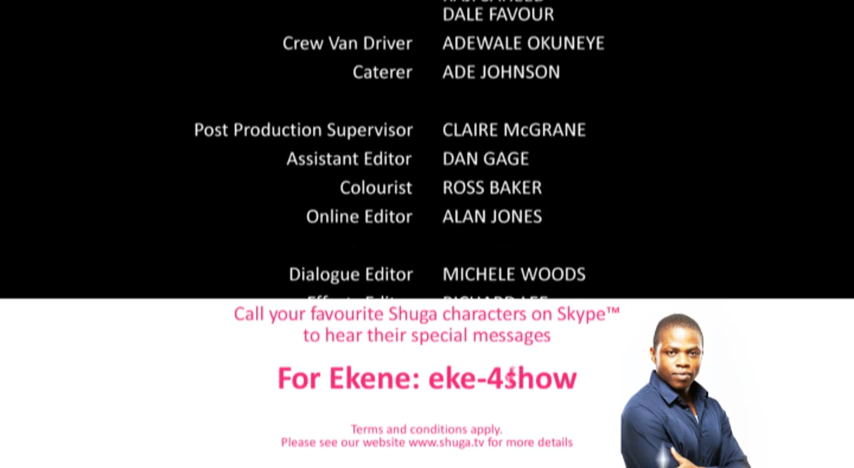 DALE FAVOUR
Crew Van Driver ADEWALE OKUNEYE
Caterer ADE JOHNSON
Post Production Supervisor CLAIRE McGRANE
Assistant Editor DAN GAGE
Colourist ROSS BAKER
Online Editor ALAN JONES
Dialogue Editor MICHELE WOODS
Call your favourite Shuga characters on Skype™
to hear their special messages
For Ekene: eke-4show
Terms and conditions apply.
Please see our website www.shuga.tv for more details